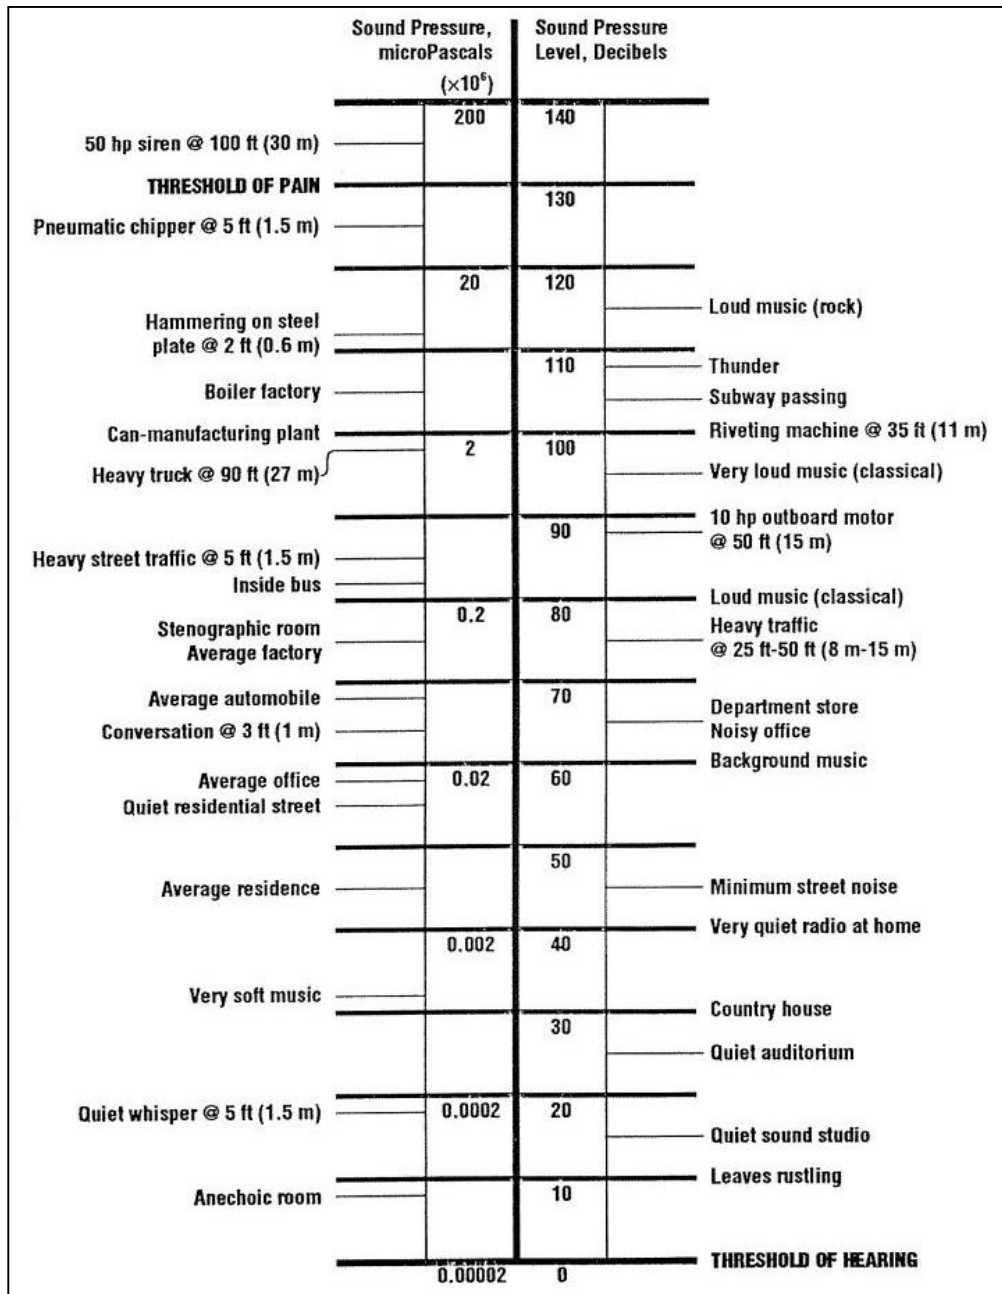 Sound Pressure,
microPascals
(×10⁶)
Sound Pressure
Level, Decibels
200 140
50 hp siren @ 100 ft (30 m)
THRESHOLD OF PAIN
130
Pneumatic chipper @ 5 ft (1.5 m)
20 120
Loud music (rock)
Hammering on steel
plate @ 2 ft (0.6 m)
110
Thunder
Boiler factory
Subway passing
Can-manufacturing plant
Riveting machine @ 35 ft (11 m)
2 100
Heavy truck @ 90 ft (27 m)
Very loud music (classical)
10 hp outboard motor
@ 50 ft (15 m)
90
Heavy street traffic @ 5 ft (1.5 m)
Inside bus
Loud music (classical)
0.2 80
Stenographic room
Average factory
Heavy traffic
@ 25 ft-50 ft (8 m-15 m)
Average automobile
70
Department store
Noisy office
Conversation @ 3 ft (1 m)
Background music
Average office
0.02 60
Quiet residential street
50
Average residence
Minimum street noise
Very quiet radio at home
0.002 40
Very soft music
Country house
30
Quiet auditorium
Quiet whisper @ 5 ft (1.5 m)
0.0002 20
Quiet sound studio
Leaves rustling
Anechoic room
10
THRESHOLD OF HEARING
0.00002 0